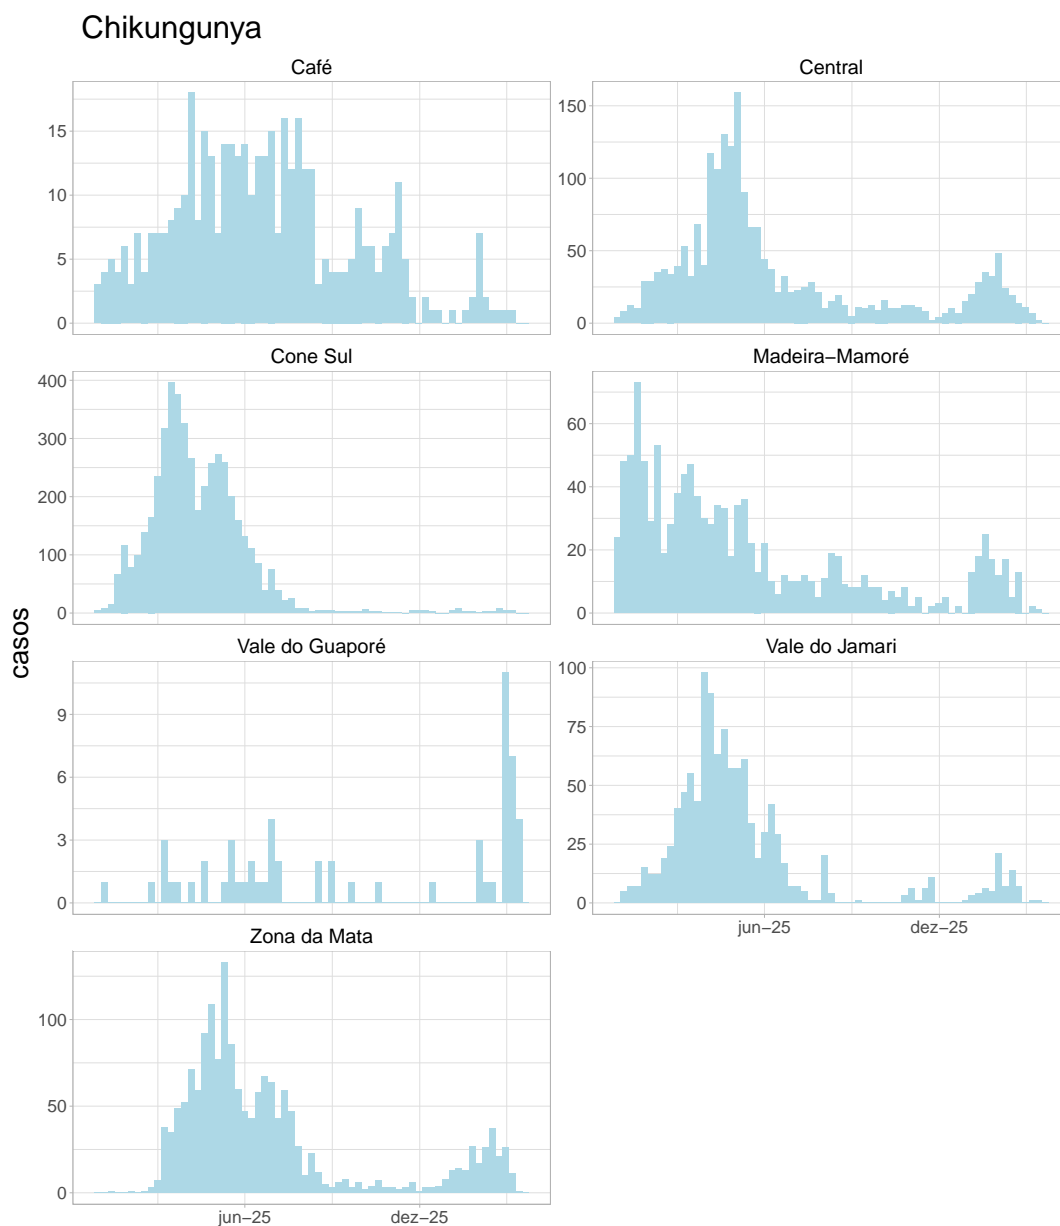 Chikungunya
Café
Central
15
10
5
0
150
100
50
0
Cone Sul
Madeira−Mamoré
400
300
200
100
0
60
40
20
0
casos
Vale do Guaporé
Vale do Jamari
9
6
3
0
100
75
50
25
0
jun−25
dez−25
Zona da Mata
100
50
0
jun−25
dez−25